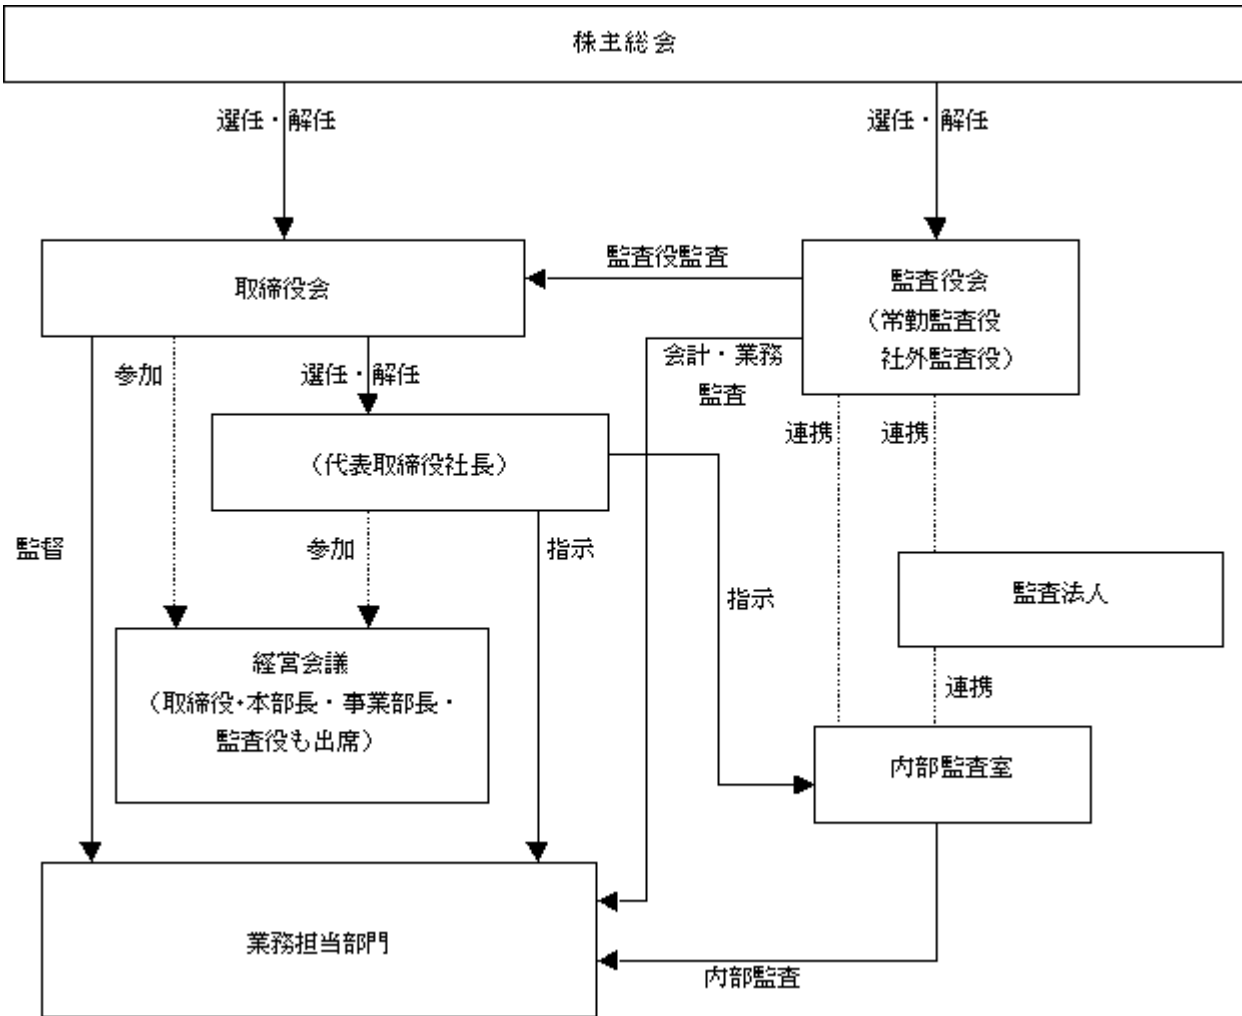 株主総会
選任・解任
選任・解任
取締役会
監査役監査
監査役会
（常勤監査役
社外監査役）
参加
選任・解任
会計・業務
監査
連携
連携
（代表取締役社長）
監督
参加
指示
指示
監査法人
経営会議
（取締役・本部長・事業部長・
監査役も出席）
連携
内部監査室
業務担当部門
内部監査